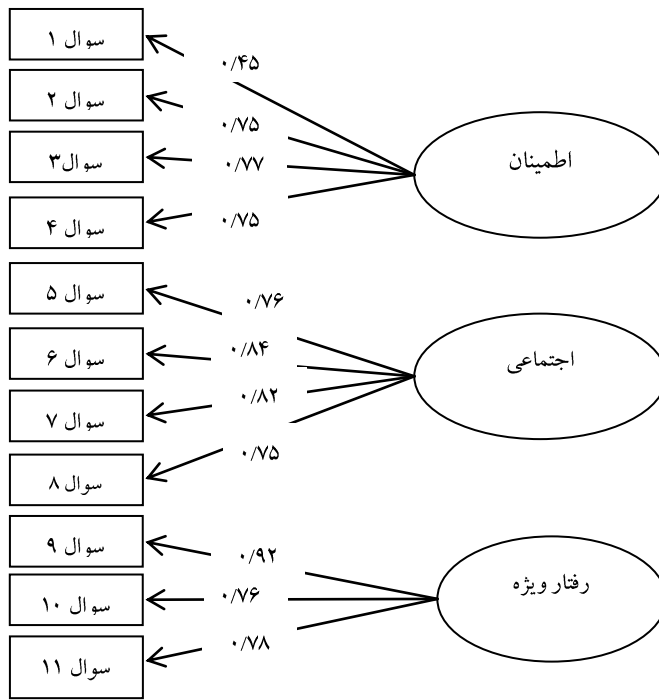 سوال ۱
۰/۴۵
سوال ۲
۰/۷۵
سوال۳
۰/۷۷
سوال ۴
۰/۷۵
اطمینان
سوال ۵
۰/۷۶
سوال ۶
۰/۸۴
سوال ۷
۰/۸۲
سوال ۸
۰/۷۵
اجتماعی
سوال ۹
۰/۹۲
سوال ۱۰
۰/۷۶
سوال ۱۱
۰/۷۸
رفتار ویژه